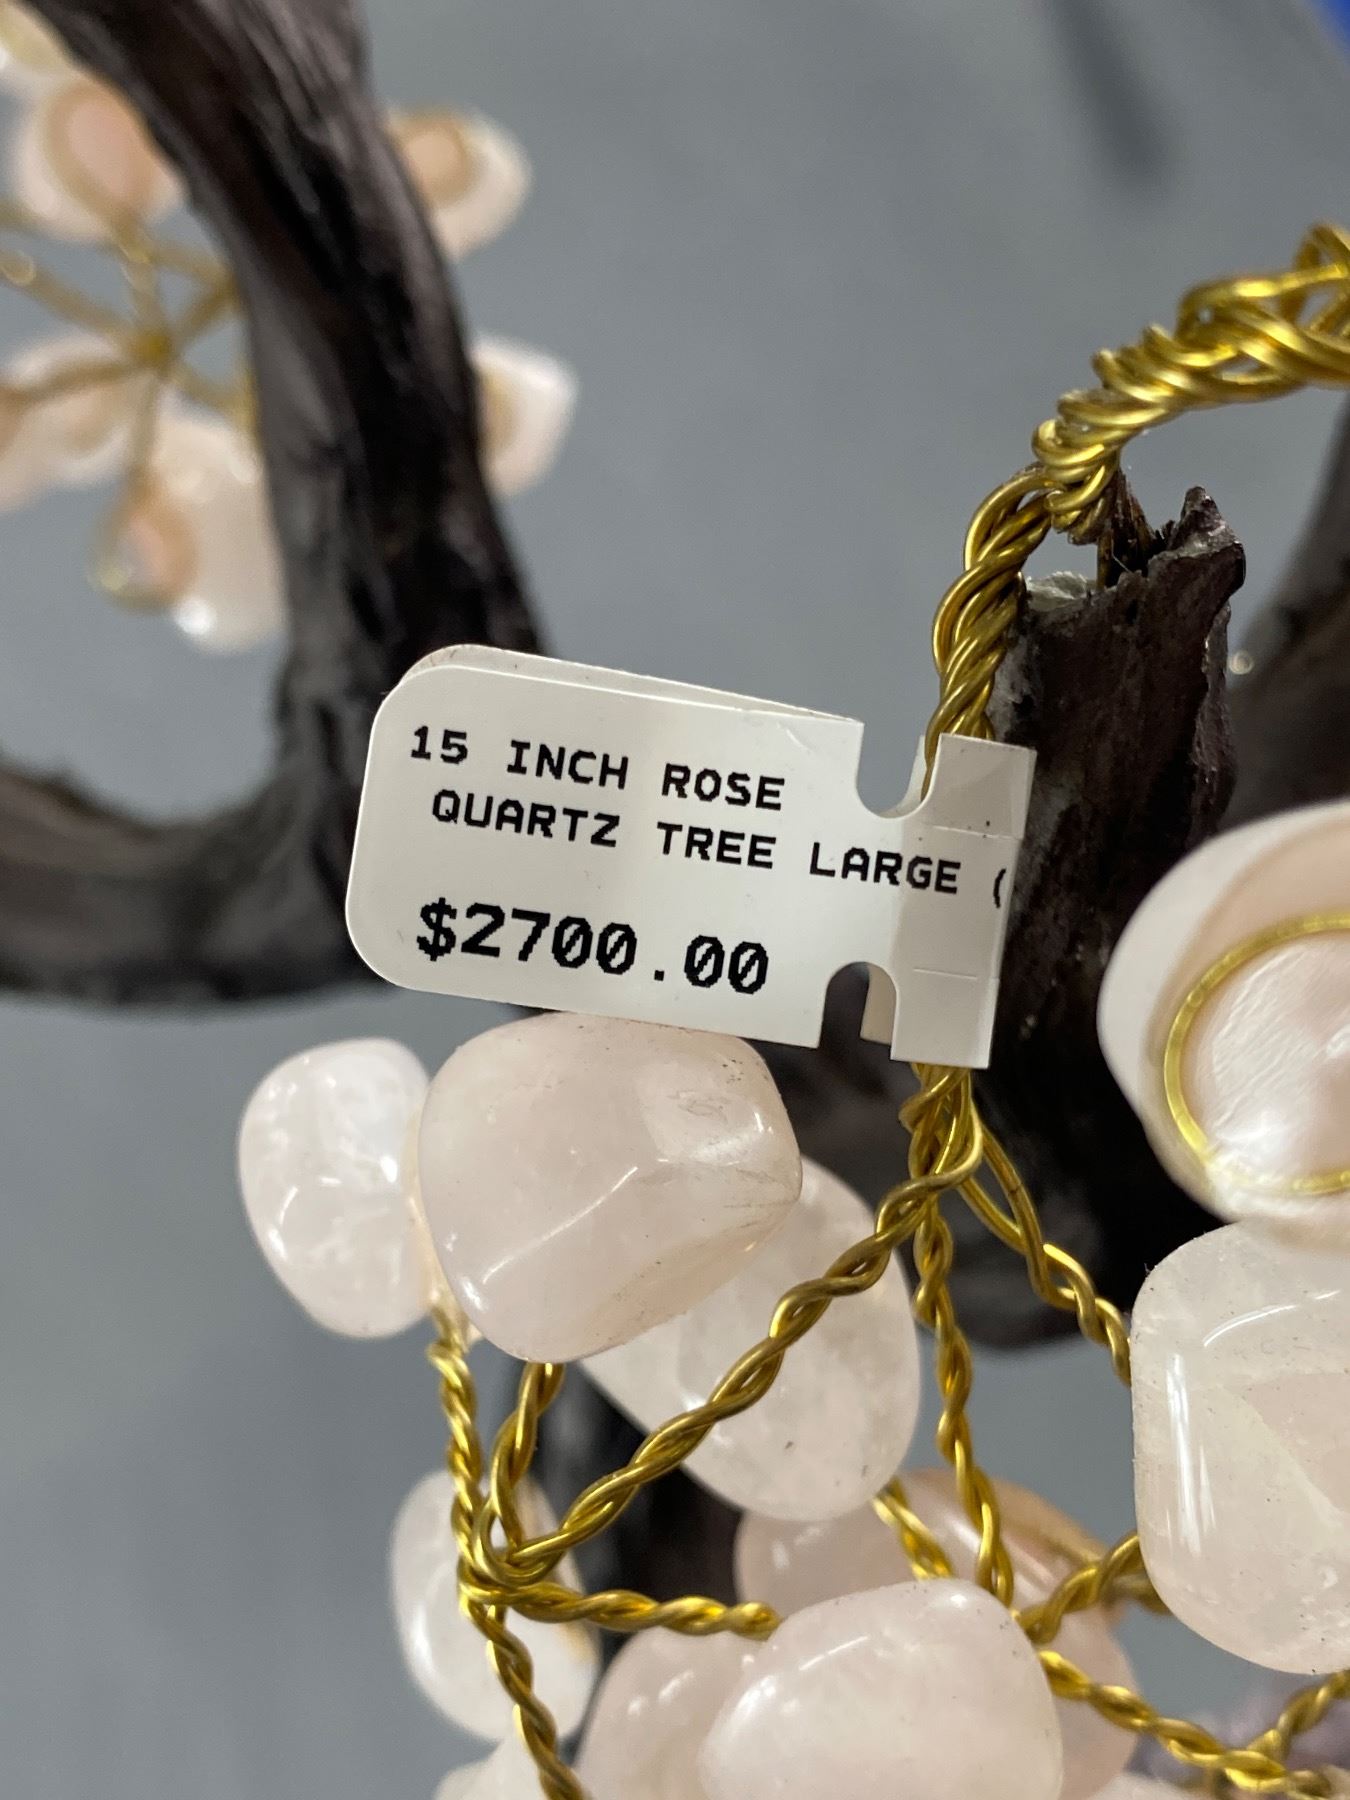 15 INCH ROSE
QUARTZ TREE LARGE (
$2700.00